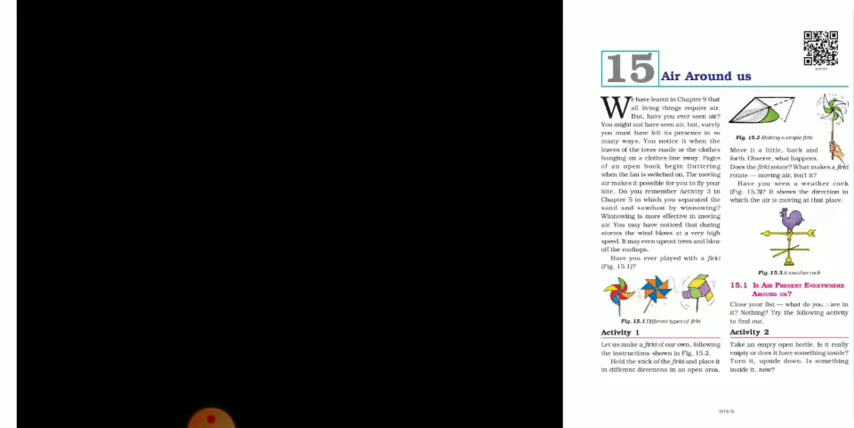 15
Air Around us
We have learnt in Chapter 9 that
all living things require air.
But, have you ever seen air?
You might not have seen air, but, surely
you must have felt its presence in so
many ways. You notice it when the
leaves of the trees rustle or the clothes
hanging on a clothes-line sway. Pages
of an open book begin fluttering
when the fan is switched on. The moving
air makes it possible for you to fly your
kite. Do you remember Activity 3 in
Chapter 5 in which you separated the
sand and sawdust by winnowing?
Winnowing is more effective in moving
air. You may have noticed that during
storms the wind blows at a very high
speed. It may even uproot trees and blow
off the rooftops.
Have you ever played with a firki
(Fig. 15.1)?
Fig. 15.1 Different types of firki
Activity 1
Let us make a firki of our own, following
the instructions shown in Fig. 15.2.
Hold the stick of the firki and place it
in different directions in an open area.
Fig. 15.2 Making a simple firki
Move it a little, back and
forth. Observe, what happens.
Does the firki rotate? What makes a firki
rotate — moving air, isn't it?
Have you seen a weather cock
(Fig. 15.3)? It shows the direction in
which the air is moving at that place.
Fig. 15.3 A weather cock
15.1 Is Air Present Everywhere
Around us?
Close your fist — what do you have in
it? Nothing? Try the following activity
to find out.
Activity 2
Take an empty open bottle. Is it really
empty or does it have something inside?
Turn it, upside down. Is something
inside it, now?